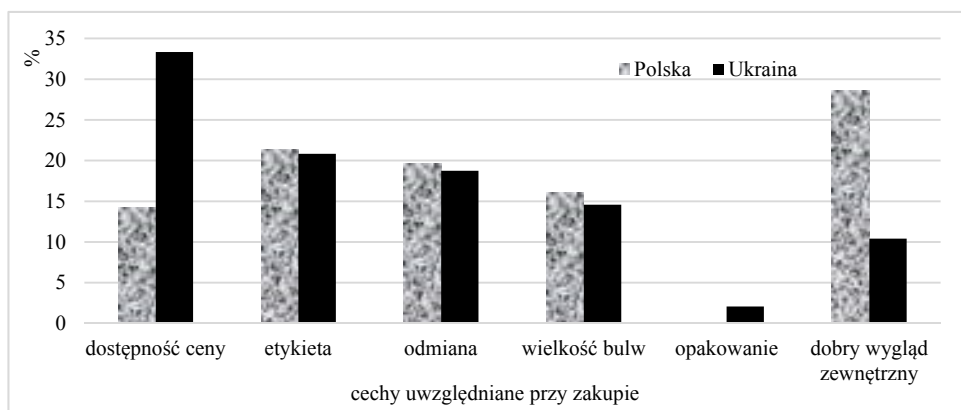 %
35
30
25
20
15
10
5
0
Polska Ukraina
dostępność ceny etykieta odmiana wielkość bulw opakowanie dobry wygląd
zewnętrzny
cechy uwzględniane przy zakupie